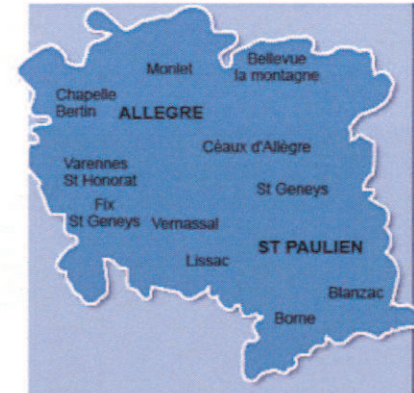 Monlet
Bellevue
la montagne
Chapelle
Bertin
ALLEGRE
Céaux d'Allègre
Varennes
St Honorat
St Geneys
Fix
St Geneys
Vernassal
ST PAULIEN
Lissac
Blanzac
Borne